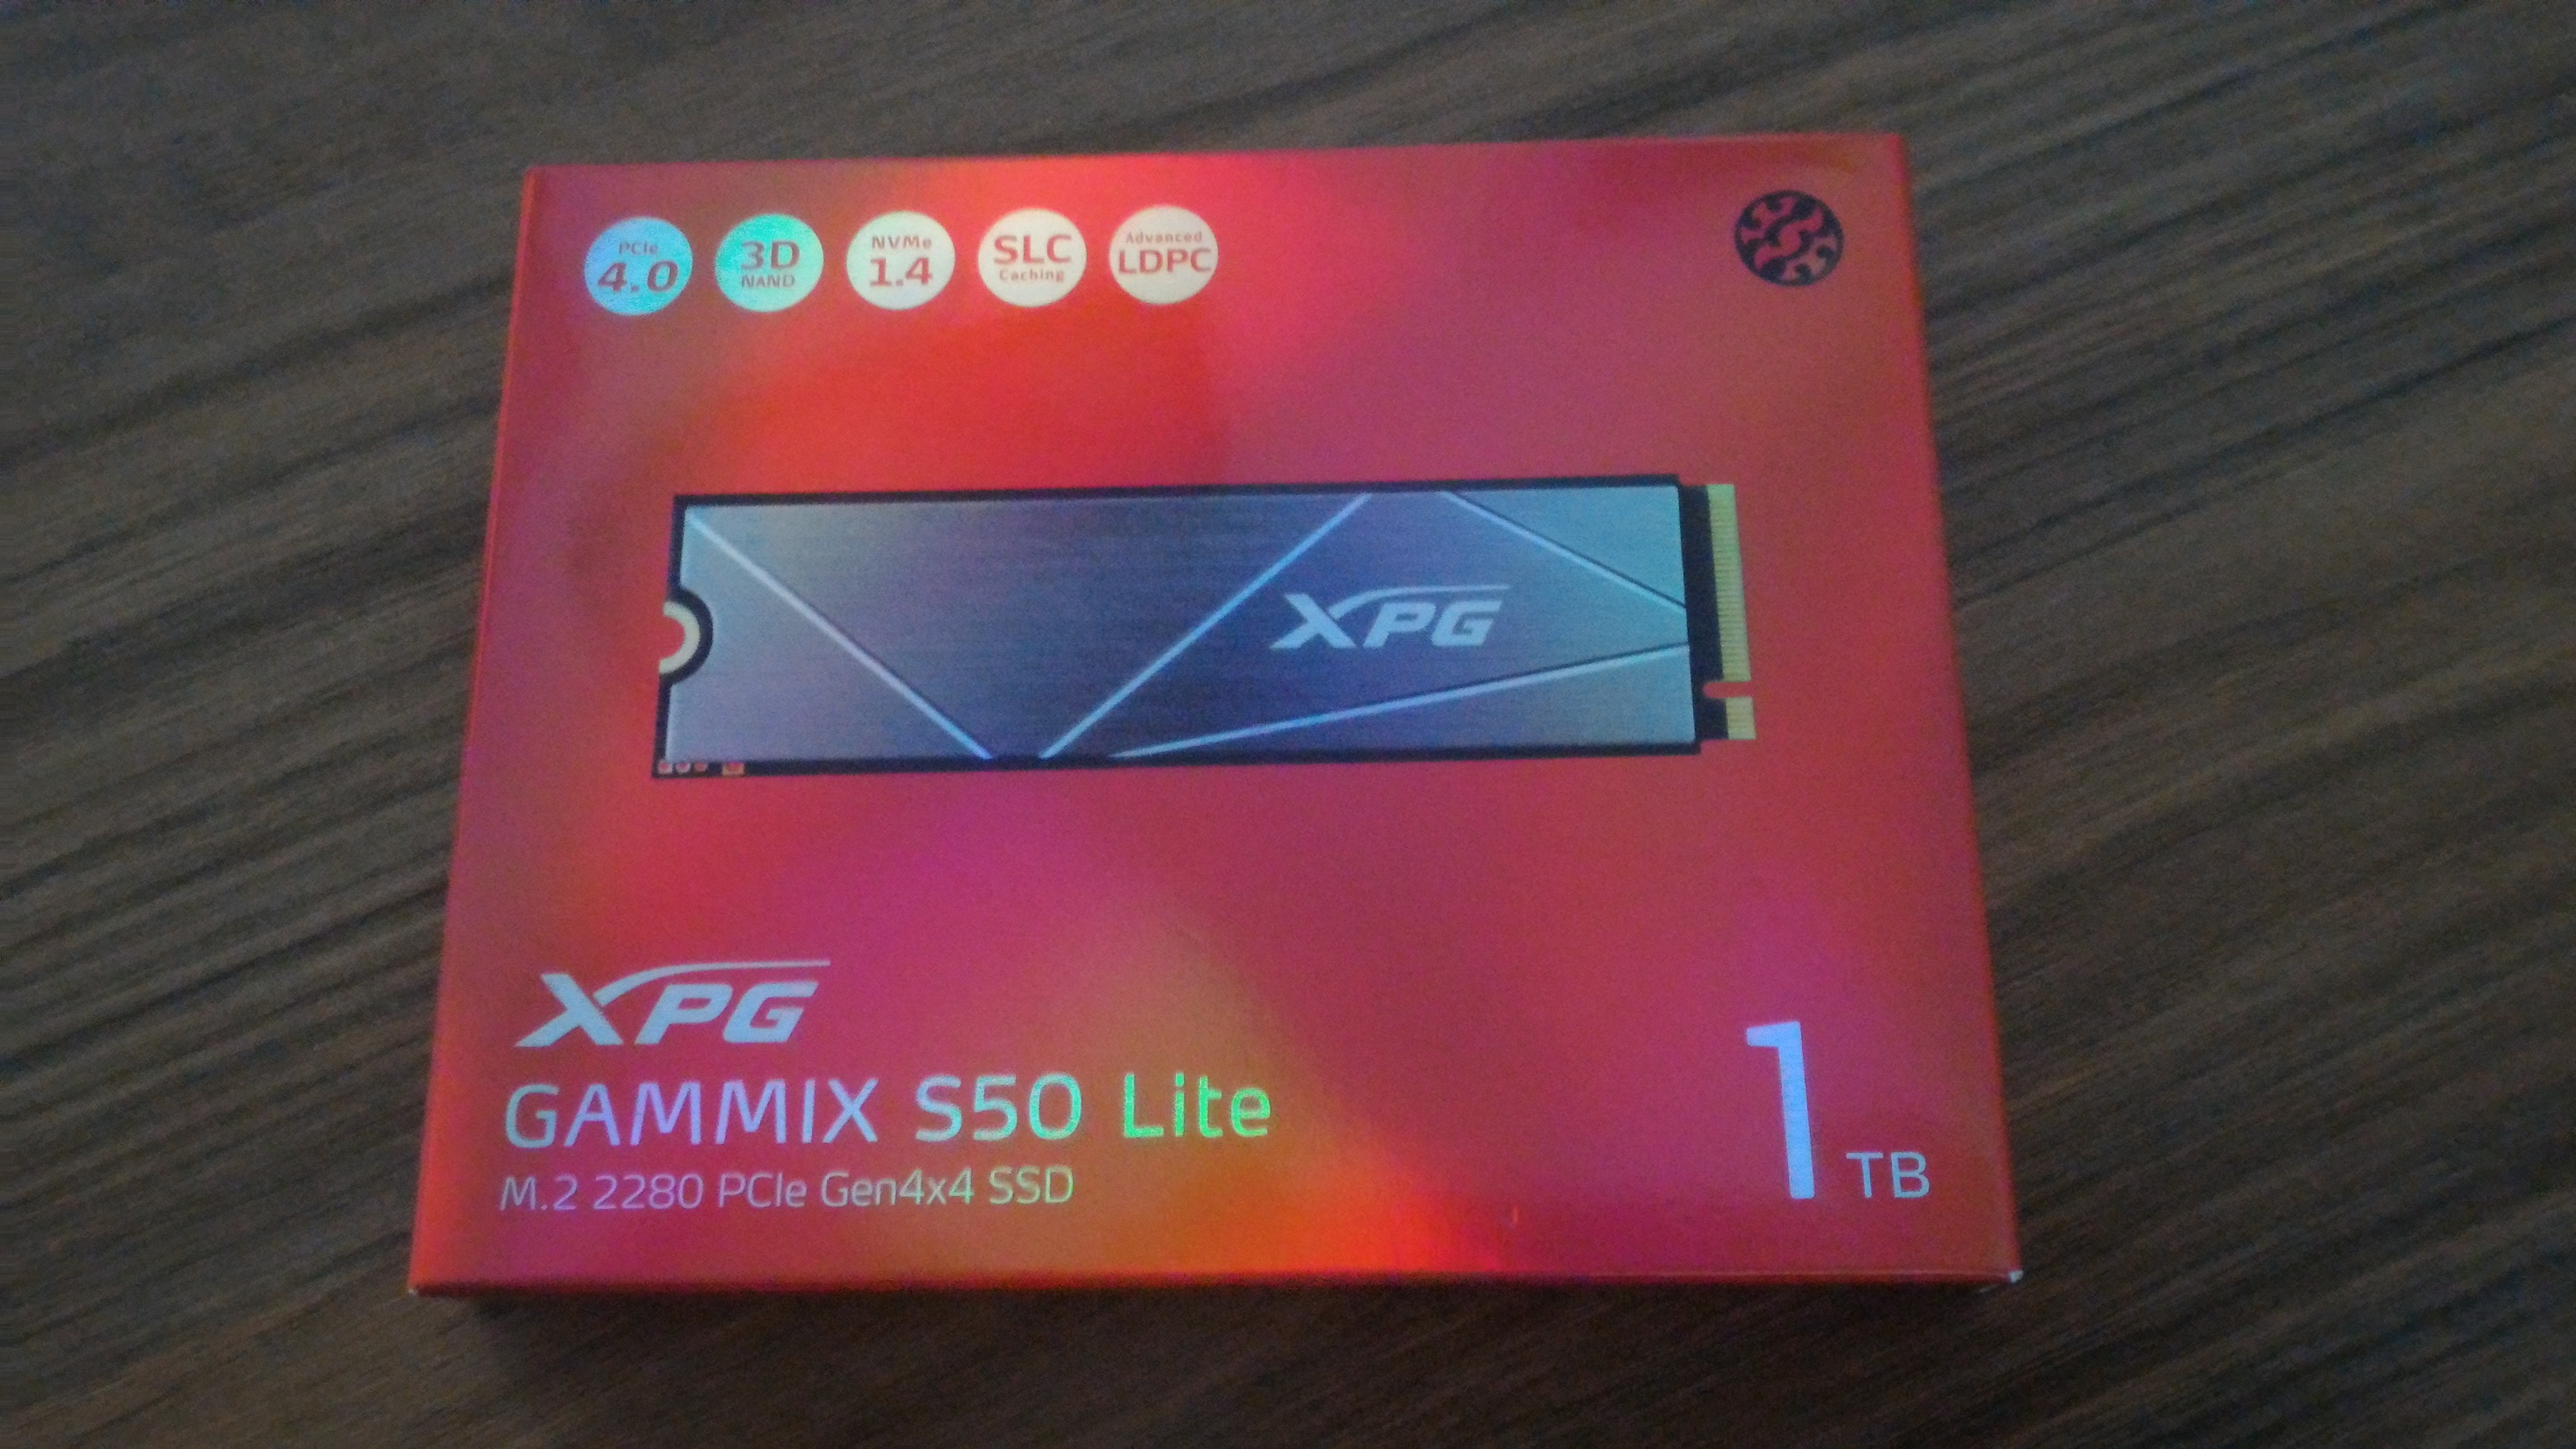 PCIe
4.0
3D
NAND
NVMe
1.4
SLC
Caching
Advanced
LDPC
XPG
XPG
GAMMIX S50 Lite
M.2 2280 PCIe Gen4x4 SSD
1 TB